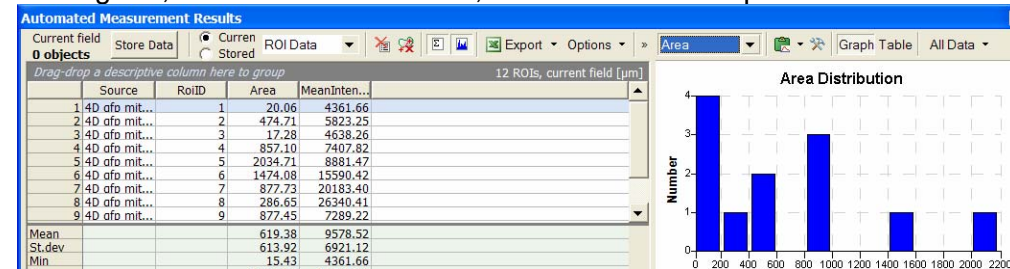 Automated Measurement Results
Current field
0 objects
Store Data
Curren
Stored
ROI Data
Σ
Export
Options
»
Area
Graph Table
All Data
Drag-drop a descriptive column here to group
12 ROIs, current field [µm]
Source RoiID Area MeanInten...
1 4D gfp mit... 1 20.06 4361.66
2 4D gfp mit... 2 474.71 5823.25
3 4D gfp mit... 3 17.28 4638.26
4 4D gfp mit... 4 857.10 7407.82
5 4D gfp mit... 5 2034.71 8881.47
6 4D gfp mit... 6 1474.08 15590.42
7 4D gfp mit... 7 877.73 20183.40
8 4D gfp mit... 8 286.65 26340.41
9 4D gfp mit... 9 877.45 7289.22
Mean 619.38 9578.52
St.dev 613.92 6921.12
Min 15.43 4361.66
Area Distribution
Number
4
3
2
1
0
0 200 400 600 800 1000 1200 1400 1600 1800 2000 2200